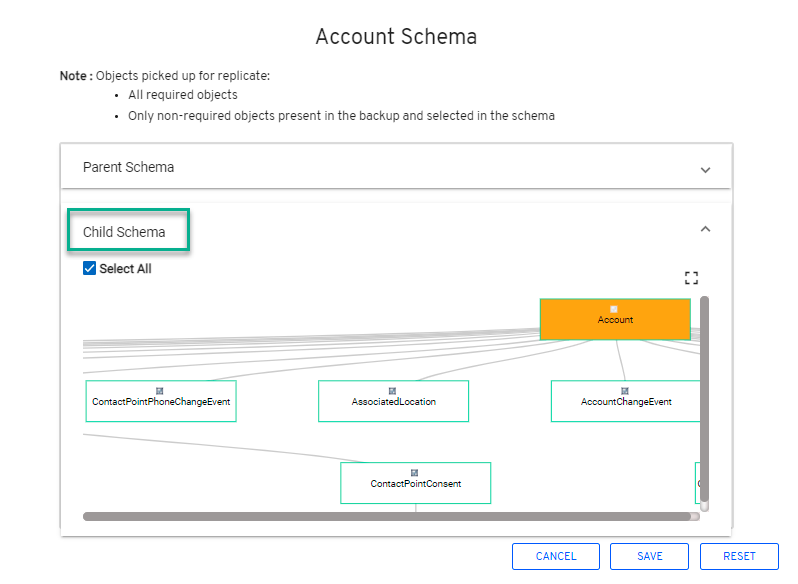 Account Schema
Note : Objects picked up for replicate:
• All required objects
• Only non-required objects present in the backup and selected in the schema
Parent Schema
Child Schema
Select All
Account
ContactPointPhoneChangeEvent
AssociatedLocation
AccountChangeEvent
ContactPointConsent
CANCEL
SAVE
RESET